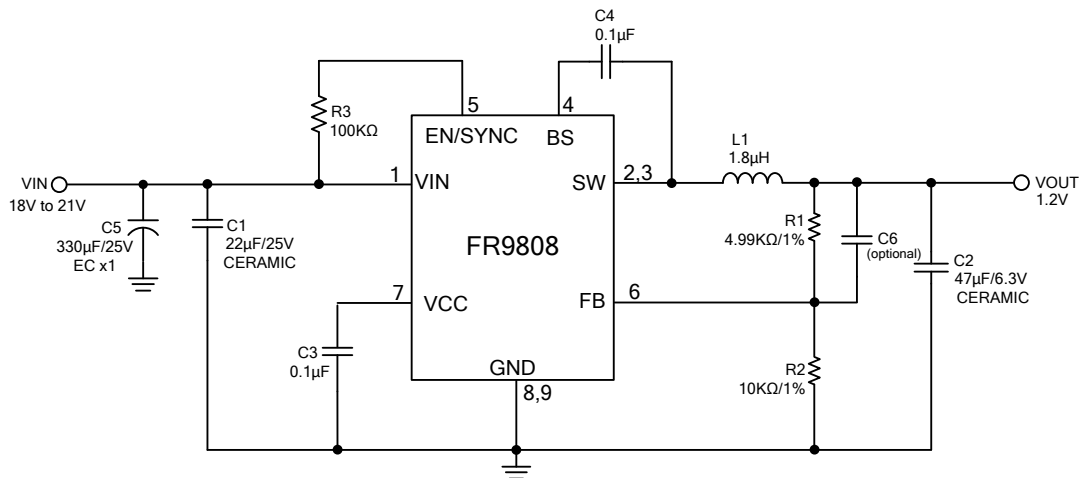 C4
0.1µF
5
4
R3
100KΩ
EN/SYNC
BS
L1
1.8µH
1
2,3
VIN
VIN
SW
VOUT
18V to 21V
1.2V
C5
330µF/25V
EC x1
C1
22µF/25V
CERAMIC
FR9808
R1
4.99KΩ/1%
C6
(optional)
C2
47µF/6.3V
CERAMIC
7
6
VCC
FB
C3
0.1µF
GND
R2
10KΩ/1%
8,9